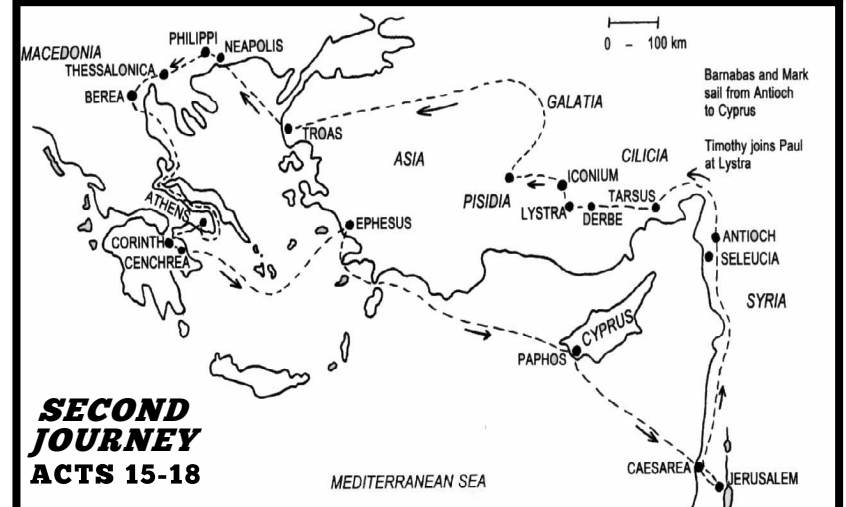 MACEDONIA
PHILIPPI
NEAPOLIS
THESSALONICA
BEREA
TROAS
0 – 100 km
Barnabas and Mark
sail from Antioch
to Cyprus
Timothy joins Paul
at Lystra
GALATIA
ASIA
CILICIA
ICONIUM
PISIDIA
LYSTRA
DERBE
TARSUS
ATHENS
CORINTH
CENCHREA
EPHESUS
ANTIOCH
SELEUCIA
SYRIA
CYPRUS
PAPHOS
SECOND
JOURNEY
ACTS 15-18
CAESAREA
JERUSALEM
MEDITERRANEAN SEA